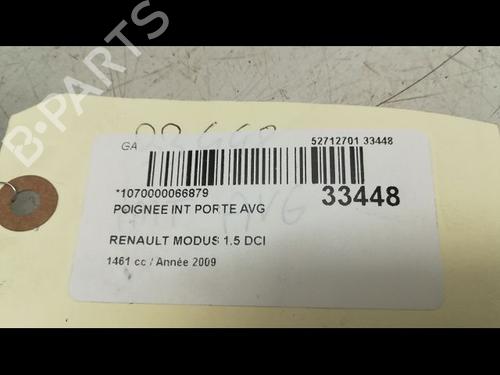 B-PARTS
GA
52712701 33448
*1070000066879
33448
POIGNEE INT PORTE AVG
RENAULT MODUS 1.5 DCI
1461 cc / Année 2009